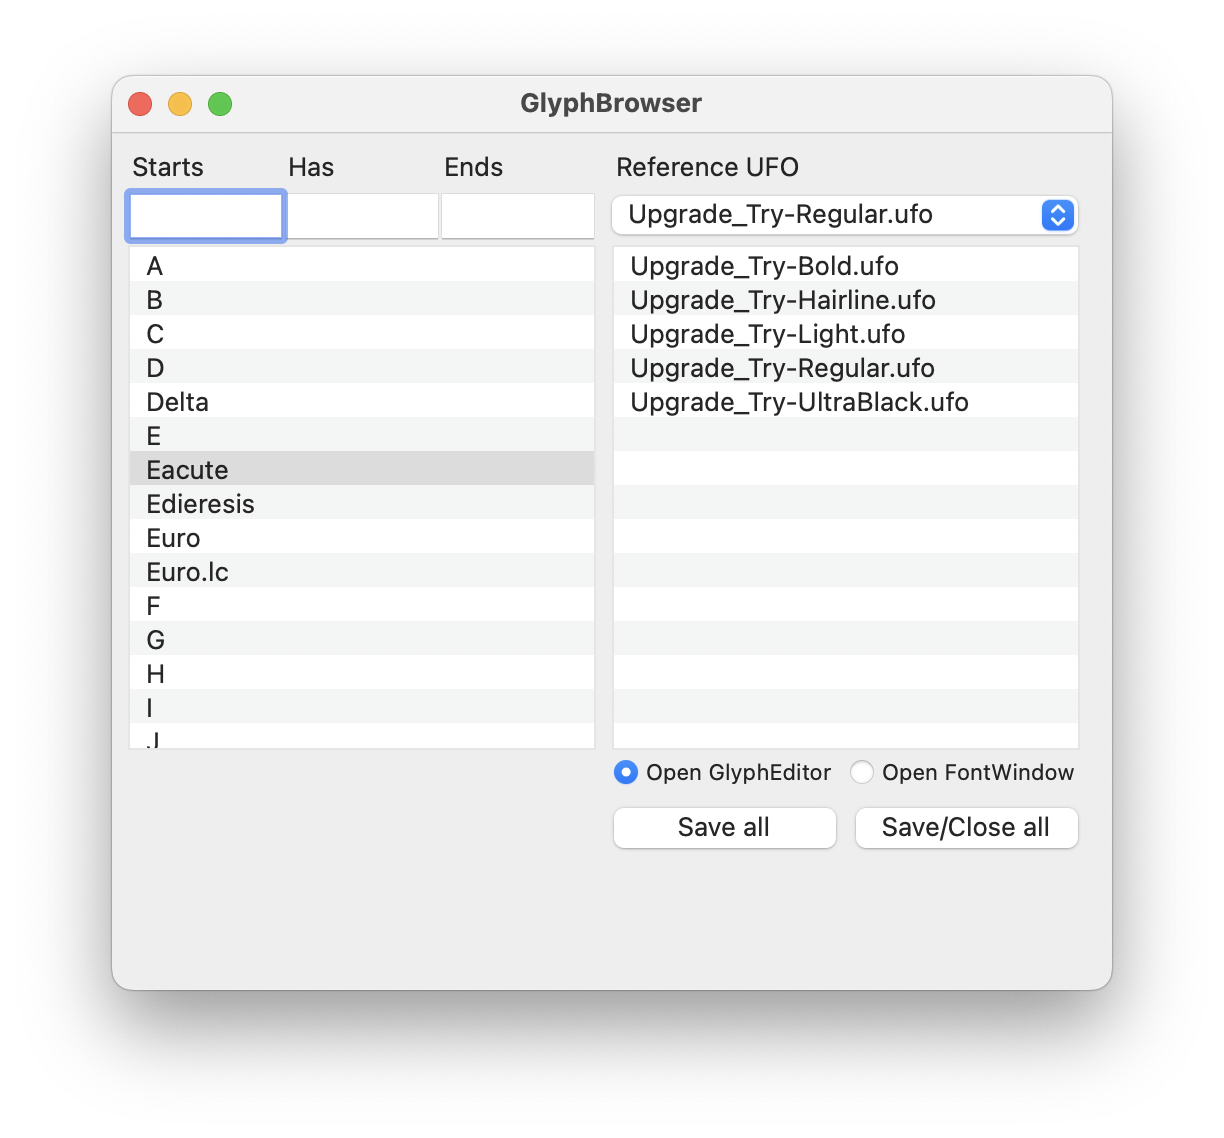 GlyphBrowser
Starts Has Ends Reference UFO
Upgrade_Try-Regular.ufo
A
B
C
D
Delta
E
Eacute
Edieresis
Euro
Euro.lc
F
G
H
I
J
Upgrade_Try-Bold.ufo
Upgrade_Try-Hairline.ufo
Upgrade_Try-Light.ufo
Upgrade_Try-Regular.ufo
Upgrade_Try-UltraBlack.ufo
Open GlyphEditor Open FontWindow
Save all Save/Close all